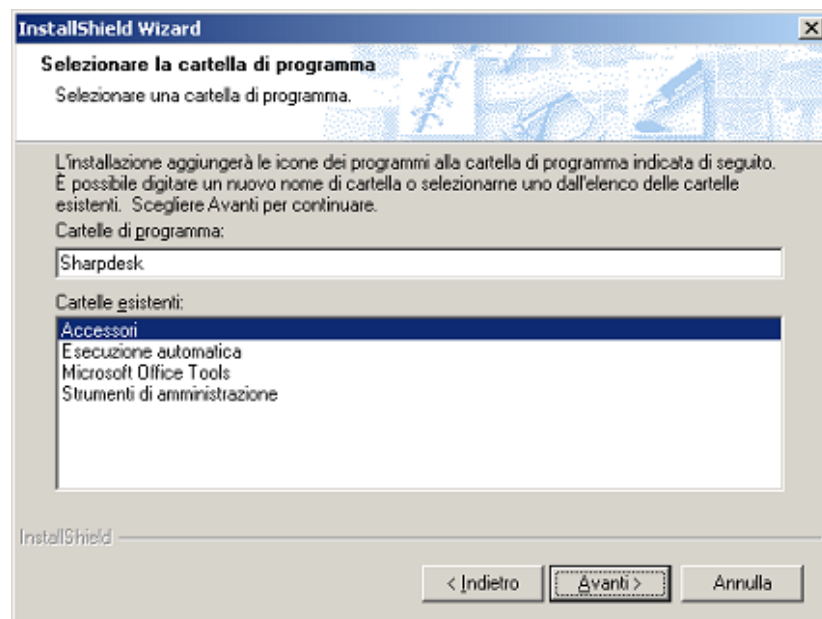 InstallShield Wizard
Selezionare la cartella di programma
Selezionare una cartella di programma.
L'installazione aggiungerà le icone dei programmi alla cartella di programma indicata di seguito.
È possibile digitare un nuovo nome di cartella o selezionarne uno dall'elenco delle cartelle
esistenti. Scegliere Avanti per continuare.
Cartelle di programma:
Sharpdesk
Cartelle esistenti:
Accessori
Esecuzione automatica
Microsoft Office Tools
Strumenti di amministrazione
InstallShield
< Indietro
Avanti >
Annulla